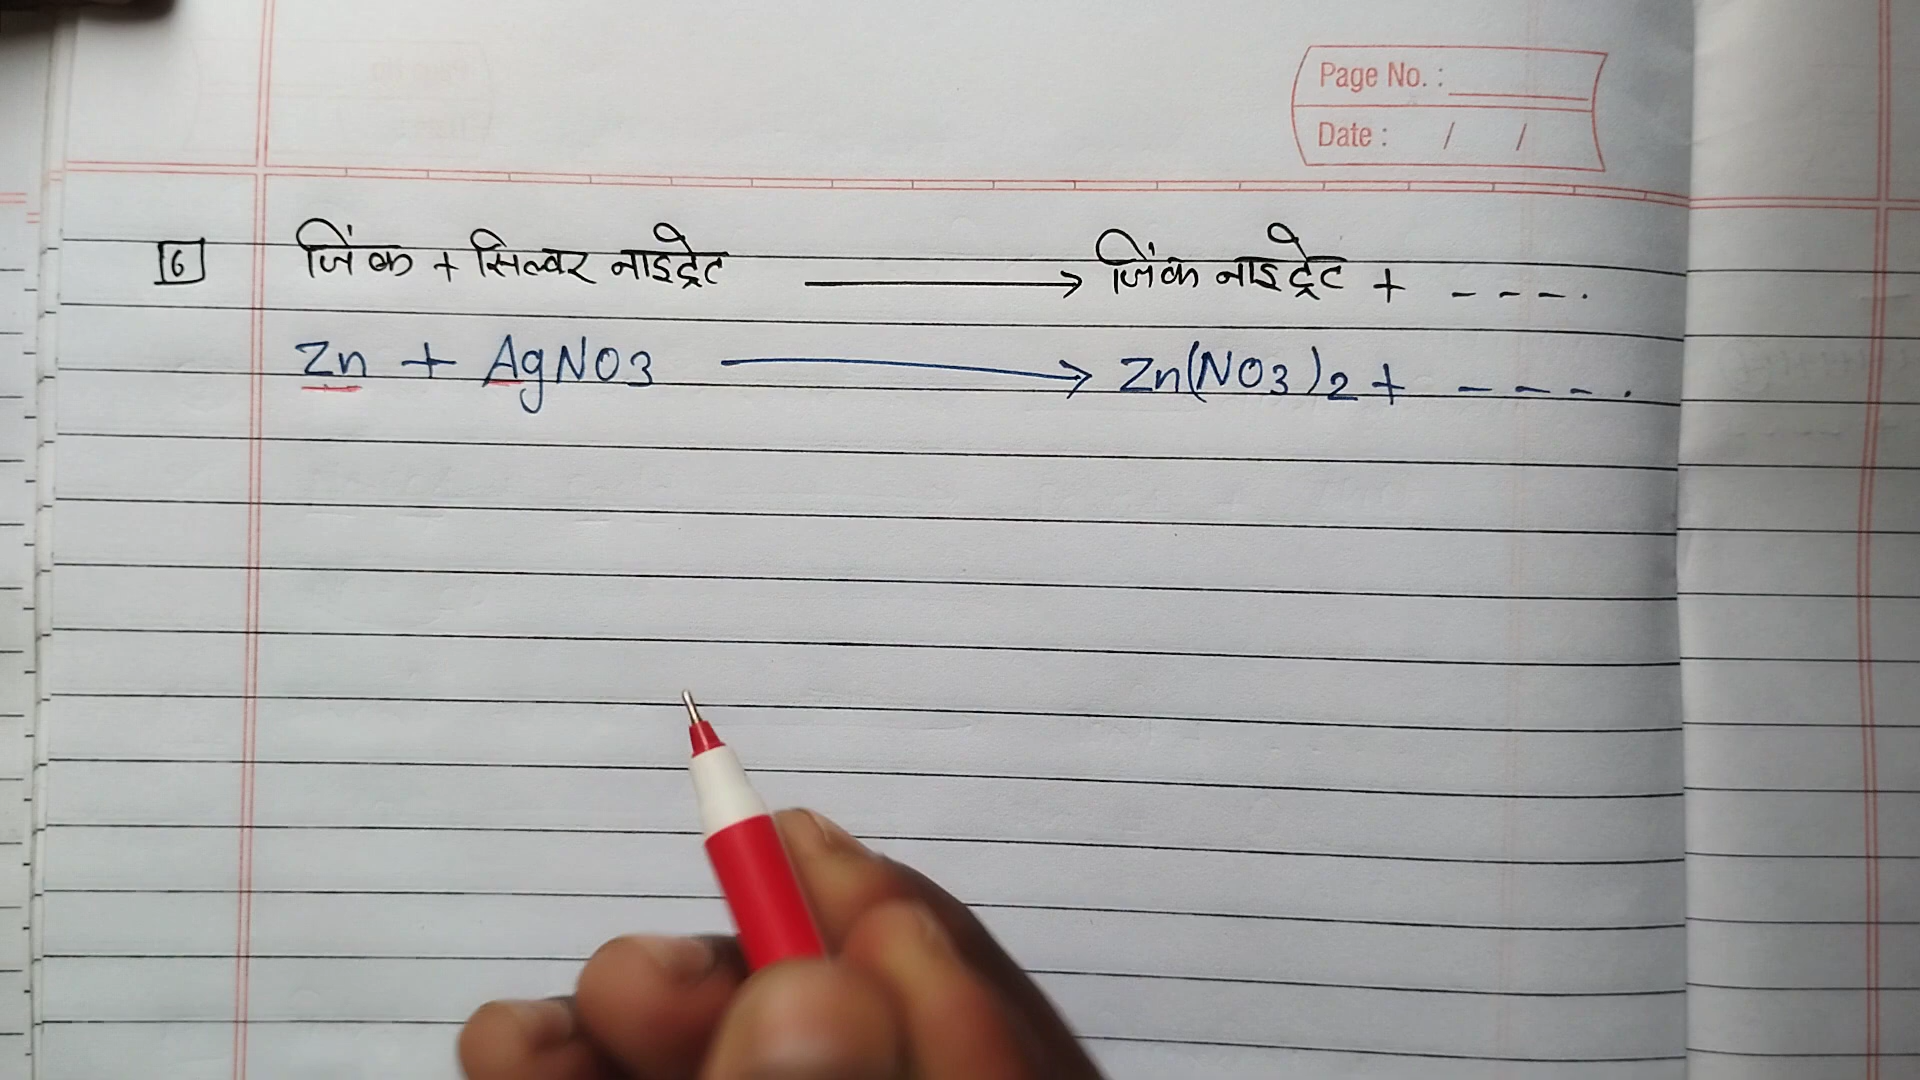 Page No. :
Date : / /
[6] जिंक + सिल्वर नाइट्रेट ⟶ जिंक नाइट्रेट + - - - - .
Zn + AgNO3 ⟶ Zn(NO3)2 + - - - - .